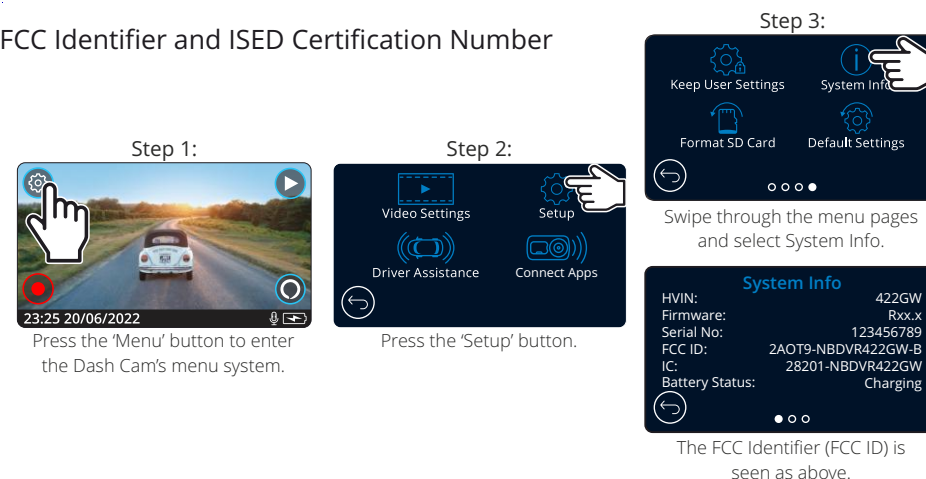 FCC Identifier and ISED Certification Number
Step 1:
23:25 20/06/2022
Press the ‘Menu’ button to enter
the Dash Cam’s menu system.
Step 2:
Video Settings
Setup
Driver Assistance
Connect Apps
Press the ‘Setup’ button.
Step 3:
Keep User Settings
System Info
Format SD Card
Default Settings
Swipe through the menu pages
and select System Info.
System Info
HVIN: 422GW
Firmware: Rxx.x
Serial No: 123456789
FCC ID: 2AOT9-NBDVR422GW-B
IC: 28201-NBDVR422GW
Battery Status: Charging
The FCC Identifier (FCC ID) is
seen as above.